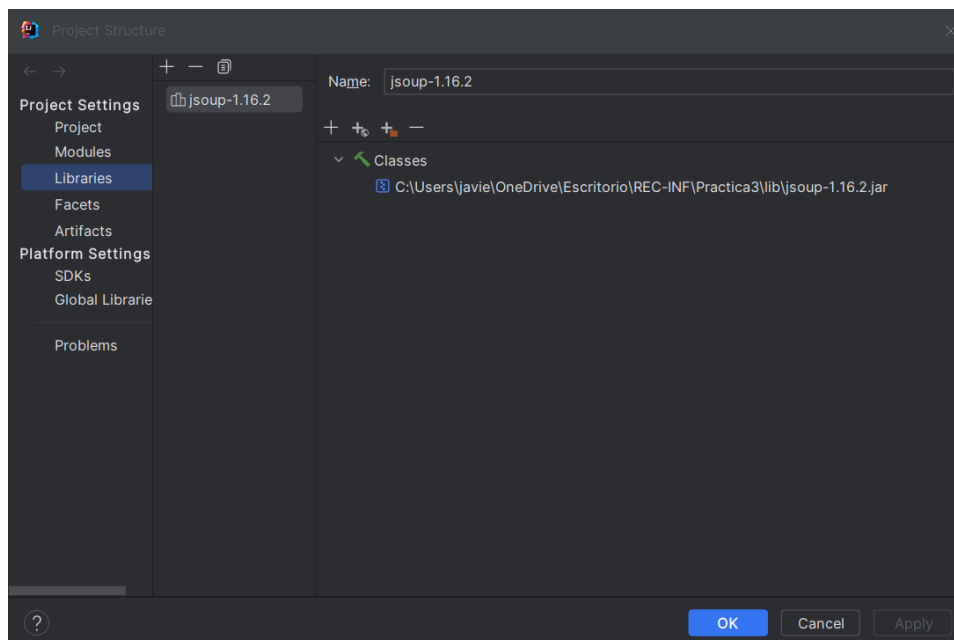 Project Structure
Project Settings
Project
Modules
Libraries
Facets
Artifacts
Platform Settings
SDKs
Global Librarie
Problems
jsoup-1.16.2
Name: jsoup-1.16.2
Classes
C:\Users\javie\OneDrive\Escritorio\REC-INF\Practica3\lib\jsoup-1.16.2.jar
? OK Cancel Apply